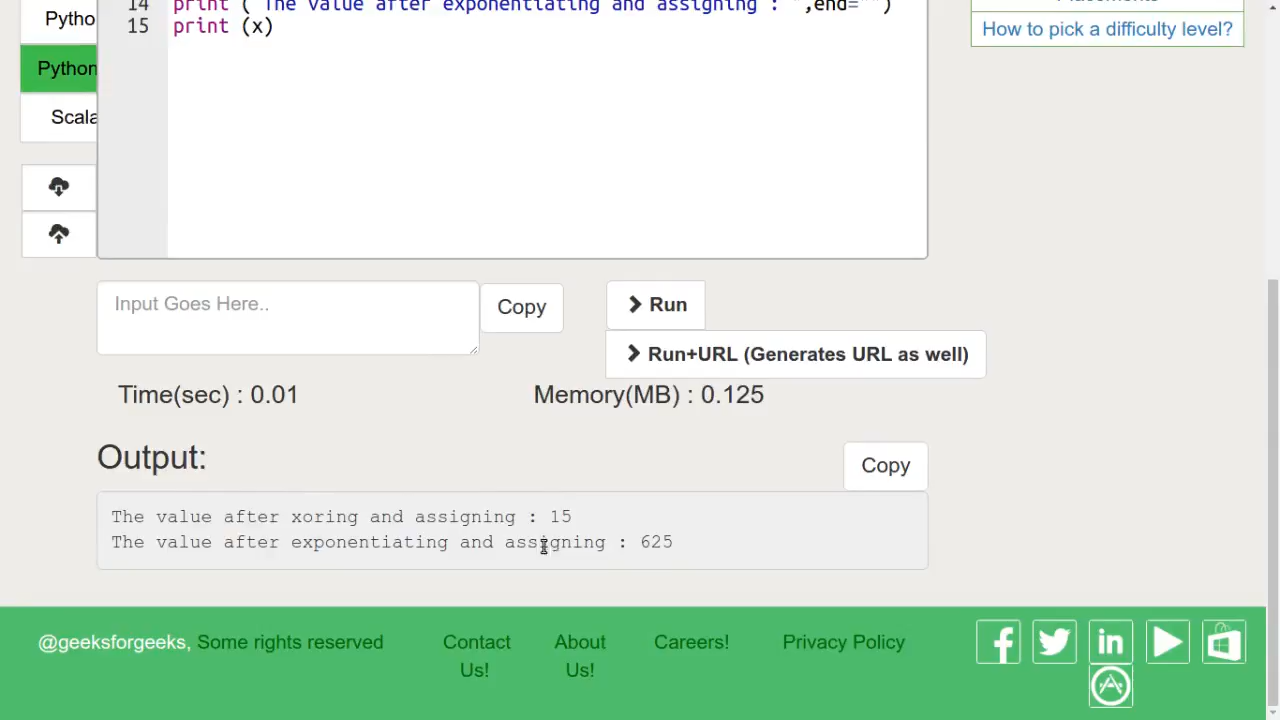 14 print ("The value after exponentiating and assigning : ",end="")
15 print (x)
Pytho
Python
Scala
How to pick a difficulty level?
Input Goes Here..
Copy
Run
Run+URL (Generates URL as well)
Time(sec) : 0.01
Memory(MB) : 0.125
Output:
Copy
The value after xoring and assigning : 15
The value after exponentiating and assigning : 625
@geeksforgeeks, Some rights reserved
Contact Us!
About Us!
Careers!
Privacy Policy